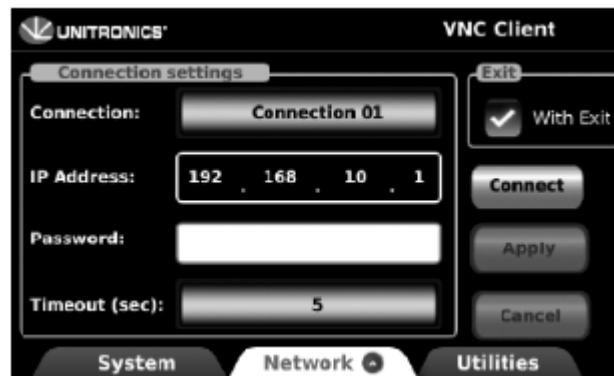 UNITRONICS®
VNC Client
Connection settings
Exit
Connection:
Connection 01
With Exit
IP Address:
192 . 168 . 10 . 1
Connect
Password:
Apply
Timeout (sec):
5
Cancel
System
Network
Utilities